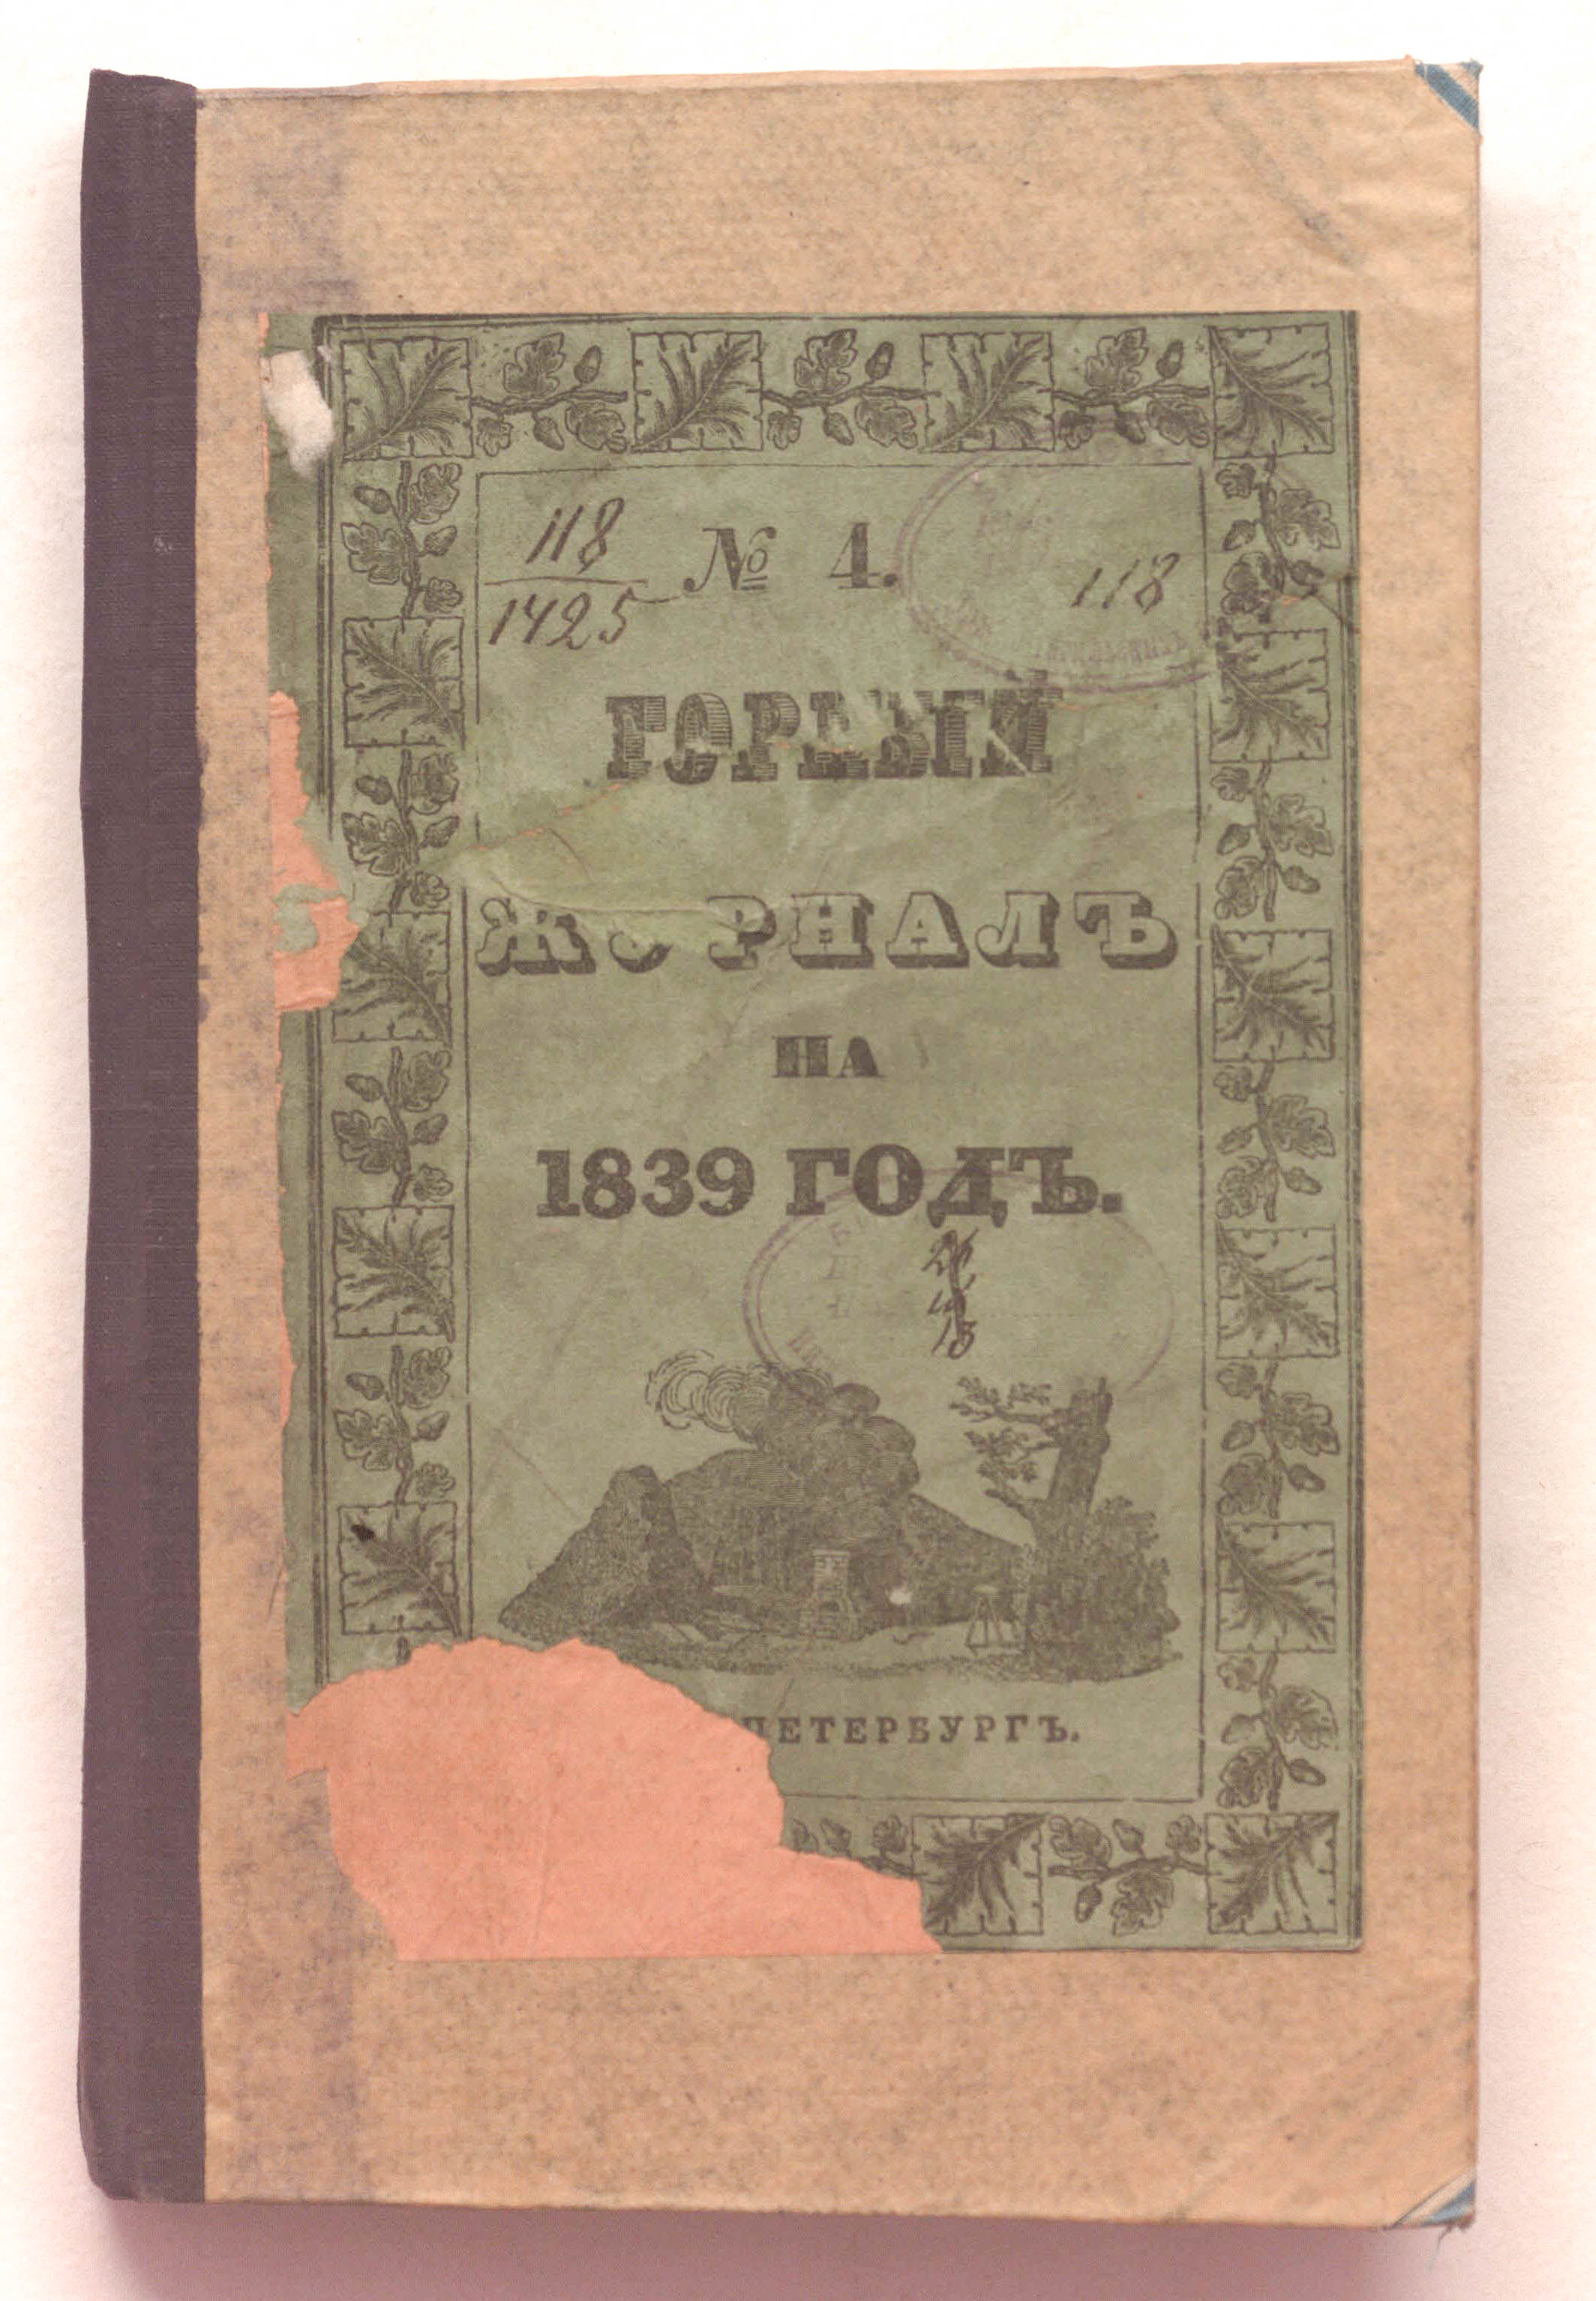 118
1425
№ 4.
118
ГОРНЫЙ
ЖУРНАЛЪ
НА
1839 ГОДЪ.
ПЕТЕРБУРГЪ.